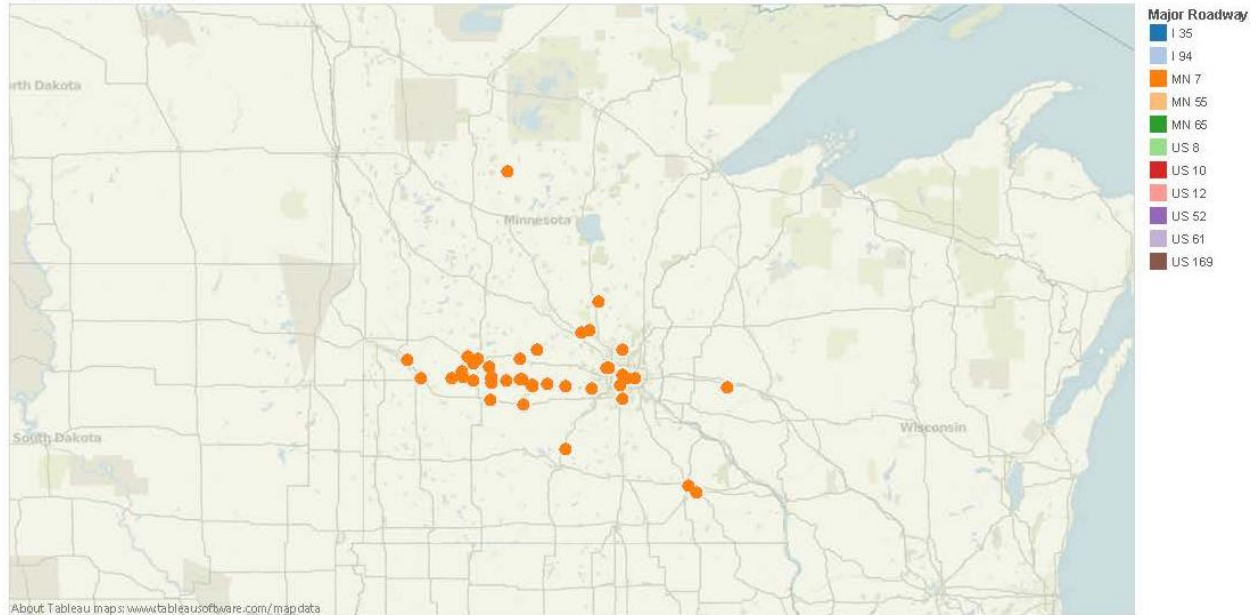 Major Roadway
I 35
I 94
MN 7
MN 55
MN 65
US 8
US 10
US 12
US 52
US 61
US 169
rth Dakota
Minnesota
South Dakota
Wisconsin
About Tableau maps: www.tableausoftware.com/mapdata